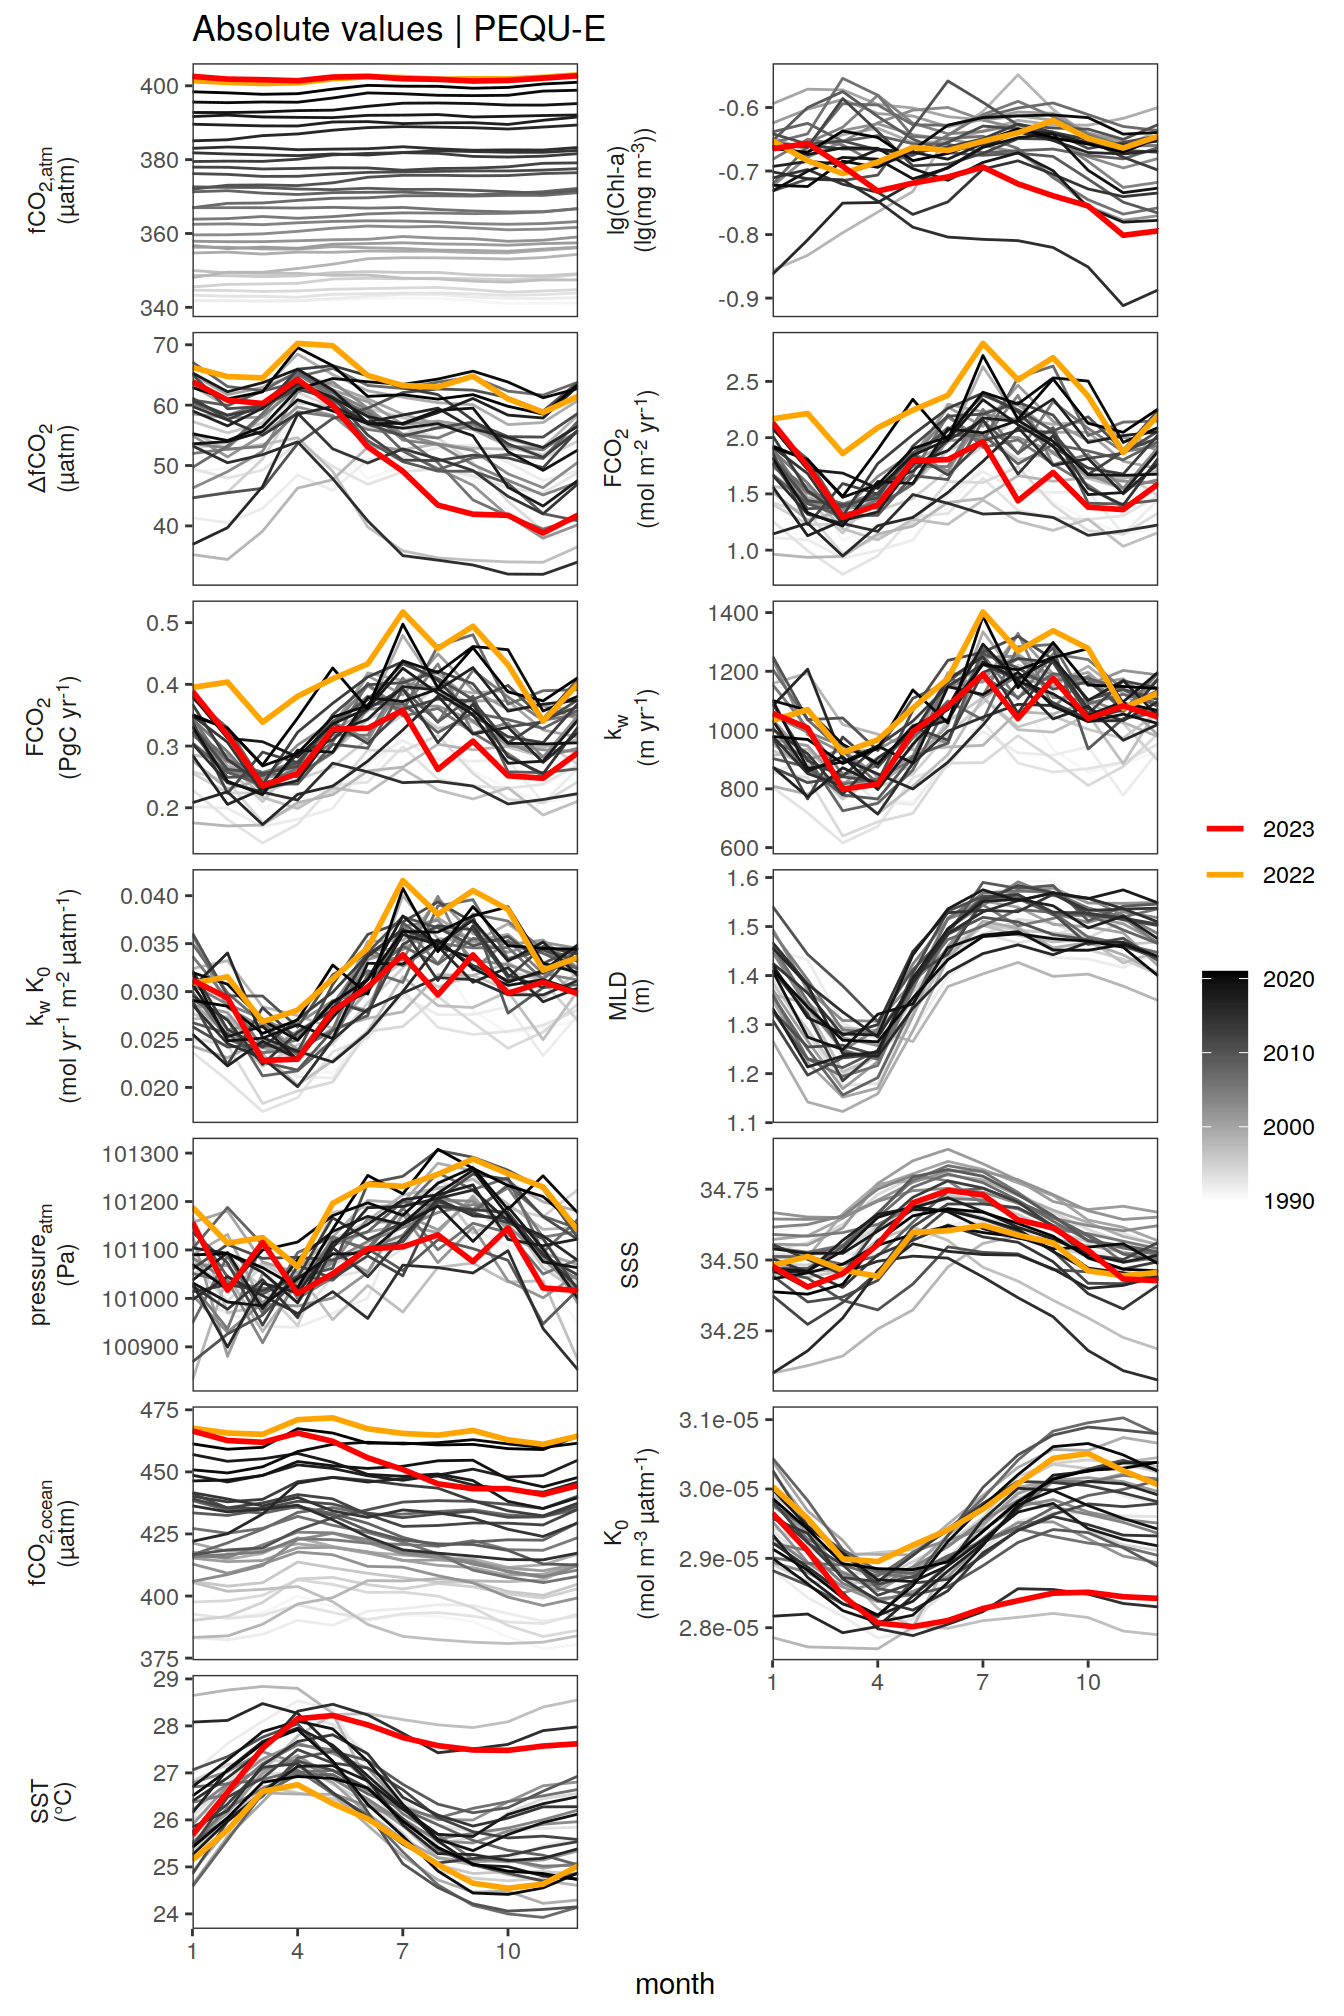 Absolute values | PEQU-E
fCO2,atm
(µatm)
400
380
360
340
lg(Chl-a)
(lg(mg m-3))
-0.6
-0.7
-0.8
-0.9
ΔfCO2
(µatm)
70
60
50
40
FCO2
(mol m-2 yr-1)
2.5
2.0
1.5
1.0
FCO2
(PgC yr-1)
0.5
0.4
0.3
0.2
kw
(m yr-1)
1400
1200
1000
800
600
kw K0
(mol yr-1 m-2 µatm-1)
0.040
0.035
0.030
0.025
0.020
MLD
(m)
1.6
1.5
1.4
1.3
1.2
1.1
pressureatm
(Pa)
101300
101200
101100
101000
100900
SSS
34.75
34.50
34.25
fCO2,ocean
(µatm)
475
450
425
400
375
K0
(mol m-3 µatm-1)
3.1e-05
3.0e-05
2.9e-05
2.8e-05
1 4 7 10
SST
(°C)
29
28
27
26
25
24
1 4 7 10
month
2023
2022
2020
2010
2000
1990